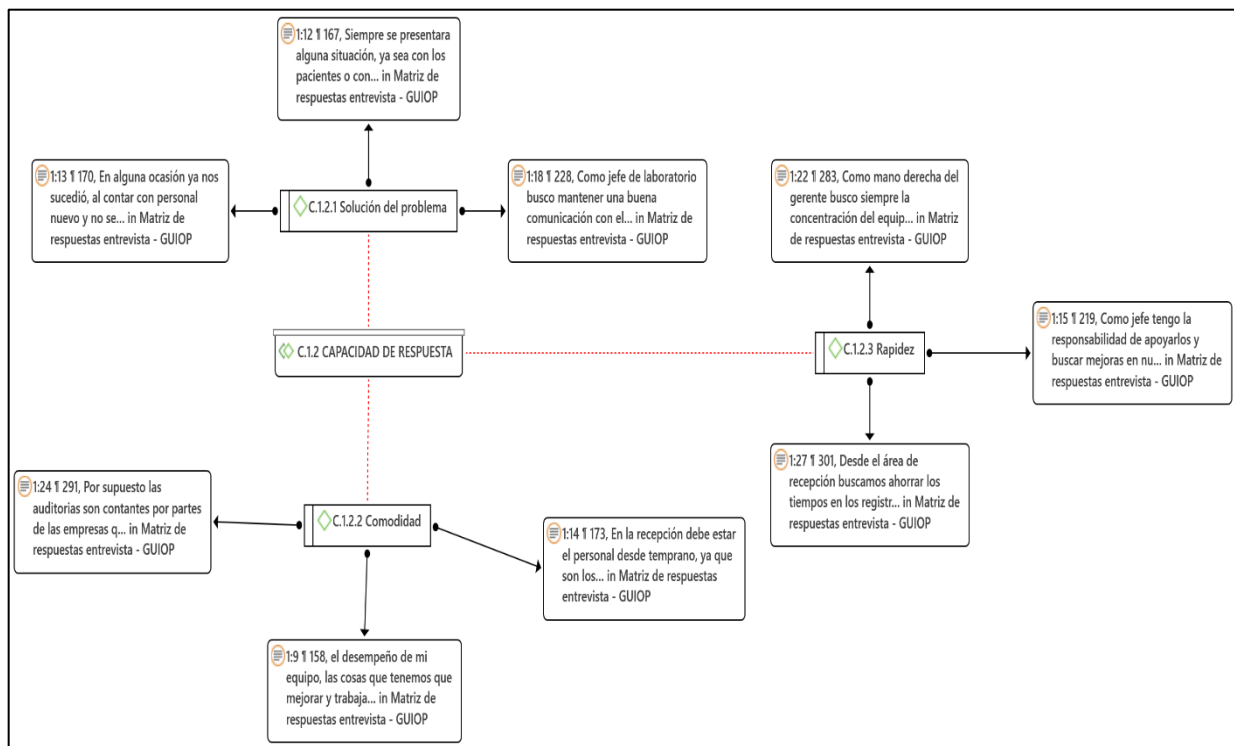 1:12 ¶ 167, Siempre se presentara
alguna situación, ya sea con los
pacientes o con... in Matriz de
respuestas entrevista - GUIOP
1:13 ¶ 170, En alguna ocasión ya nos
sucedió, al contar con personal
nuevo y no se... in Matriz de
respuestas entrevista - GUIOP
C.1.2.1 Solución del problema
1:18 ¶ 228, Como jefe de laboratorio
busco mantener una buena
comunicación con el... in Matriz de
respuestas entrevista - GUIOP
1:22 ¶ 283, Como mano derecha del
gerente busco siempre la
concentración del equip... in Matriz
de respuestas entrevista - GUIOP
C.1.2 CAPACIDAD DE RESPUESTA
C.1.2.3 Rapidez
1:15 ¶ 219, Como jefe tengo la
responsabilidad de apoyarlos y
buscar mejoras en nu... in Matriz de
respuestas entrevista - GUIOP
1:27 ¶ 301, Desde el área de
recepción buscamos ahorrar los
tiempos en los registr... in Matriz de
respuestas entrevista - GUIOP
1:24 ¶ 291, Por supuesto las
auditorias son contantes por partes
de las empresas q... in Matriz de
respuestas entrevista - GUIOP
C.1.2.2 Comodidad
1:14 ¶ 173, En la recepción debe estar
el personal desde temprano, ya que
son los... in Matriz de respuestas
entrevista - GUIOP
1:9 ¶ 158, el desempeño de mi
equipo, las cosas que tenemos que
mejorar y trabaja... in Matriz de
respuestas entrevista - GUIOP